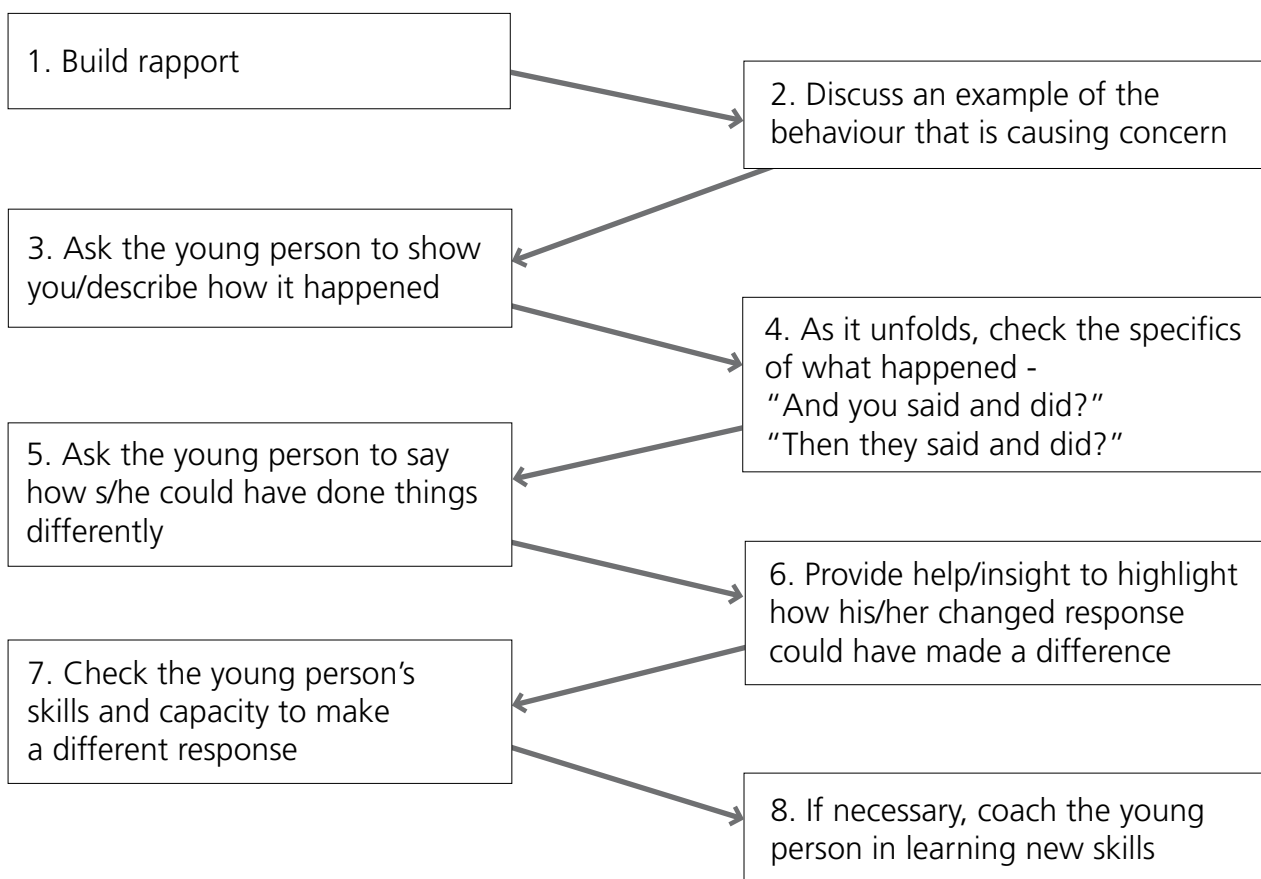 1. Build rapport
2. Discuss an example of the
behaviour that is causing concern
3. Ask the young person to show
you/describe how it happened
4. As it unfolds, check the specifics
of what happened -
“And you said and did?”
“Then they said and did?”
5. Ask the young person to say
how s/he could have done things
differently
6. Provide help/insight to highlight
how his/her changed response
could have made a difference
7. Check the young person’s
skills and capacity to make
a different response
8. If necessary, coach the young
person in learning new skills